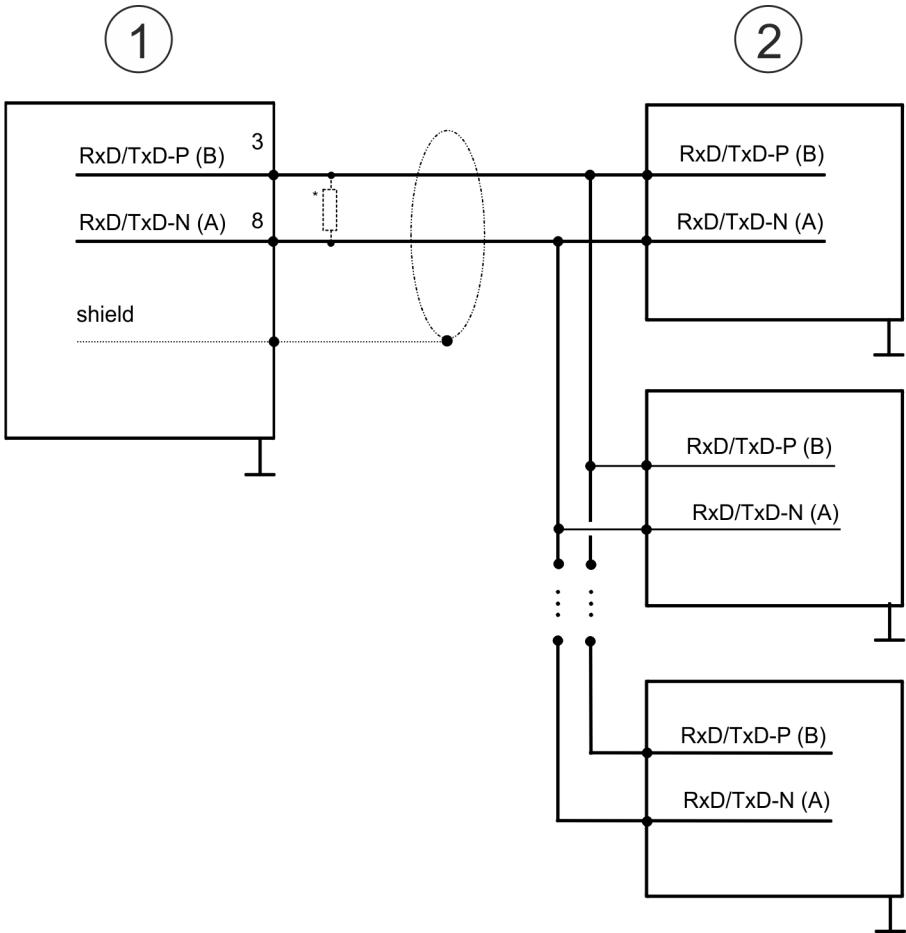 1
2
RxD/TxD-P (B)
3
RxD/TxD-N (A)
8
*
shield
RxD/TxD-P (B)
RxD/TxD-N (A)
RxD/TxD-P (B)
RxD/TxD-N (A)
RxD/TxD-P (B)
RxD/TxD-N (A)